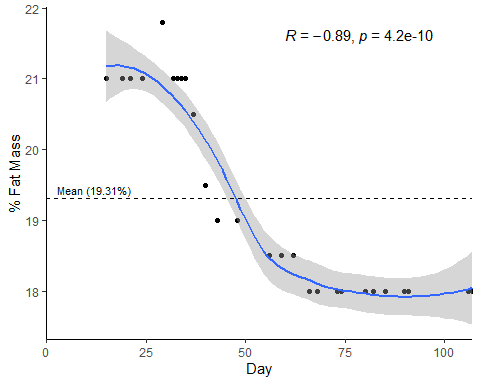 22
R = −0.89, p = 4.2e-10
21
20
% Fat Mass
Mean (19.31%)
19
18
0 25 50 75 100
Day